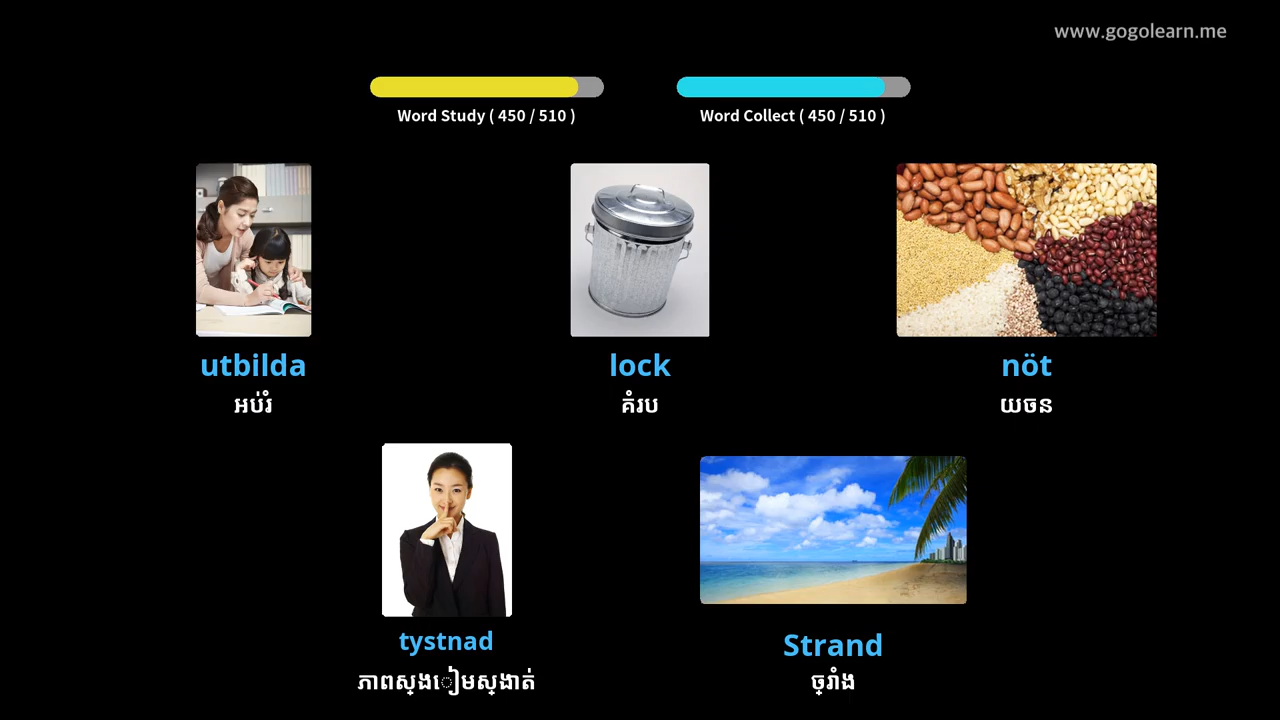 www.gogolearn.me
Word Study ( 450 / 510 )
Word Collect ( 450 / 510 )
utbilda
អប់រំ
lock
គំរប
nöt
យចន
tystnad
ភាពស្ងៀមស្ងាត់
Strand
ច្រាំង